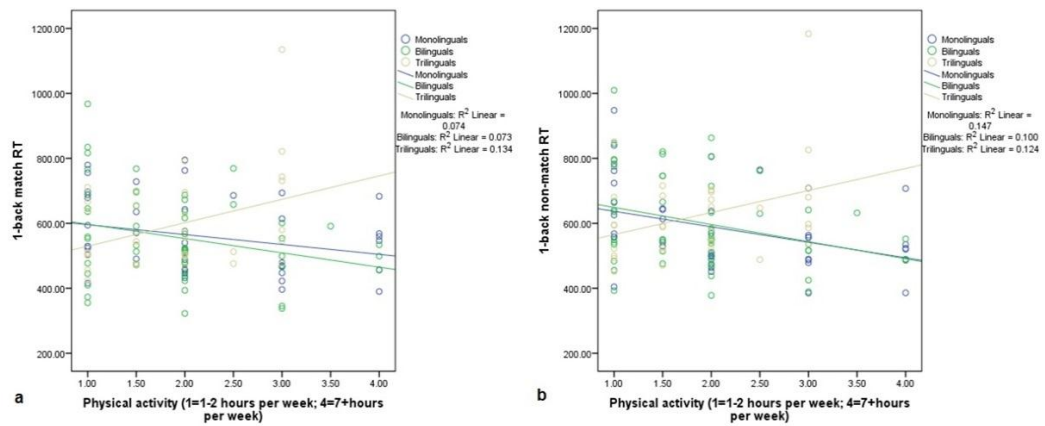 1200.00
1000.00
800.00
600.00
400.00
200.00
1-back match RT
1.00 1.50 2.00 2.50 3.00 3.50 4.00
Physical activity (1=1-2 hours per week; 4=7+hours
per week)
a
Monolinguals
Bilinguals
Trilinguals
Monolinguals
Bilinguals
Trilinguals
Monolinguals: R² Linear =
0.074
Bilinguals: R² Linear = 0.073
Trilinguals: R² Linear = 0.134
1200.00
1000.00
800.00
600.00
400.00
200.00
1-back non-match RT
1.00 1.50 2.00 2.50 3.00 3.50 4.00
Physical activity (1=1-2 hours per week; 4=7+hours
per week)
b
Monolinguals
Bilinguals
Trilinguals
Monolinguals
Bilinguals
Trilinguals
Monolinguals: R² Linear =
0.147
Bilinguals: R² Linear = 0.100
Trilinguals: R² Linear = 0.124